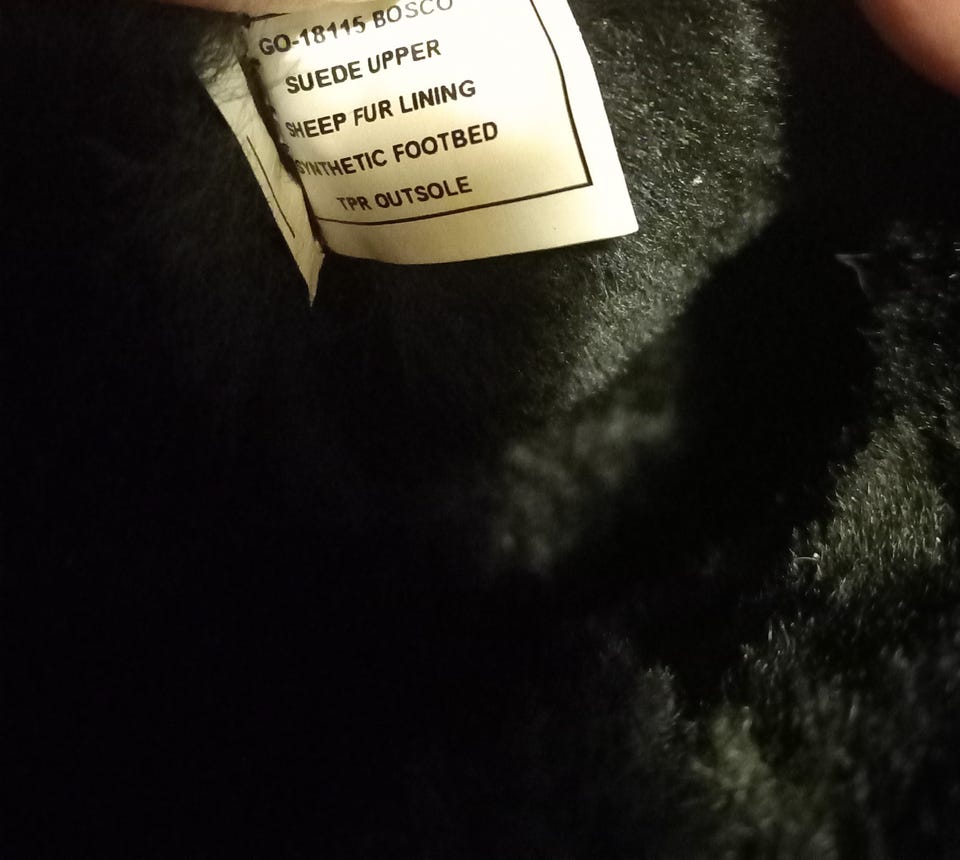 GO-18115 BOSCO
SUEDE UPPER
SHEEP FUR LINING
SYNTHETIC FOOTBED
TPR OUTSOLE